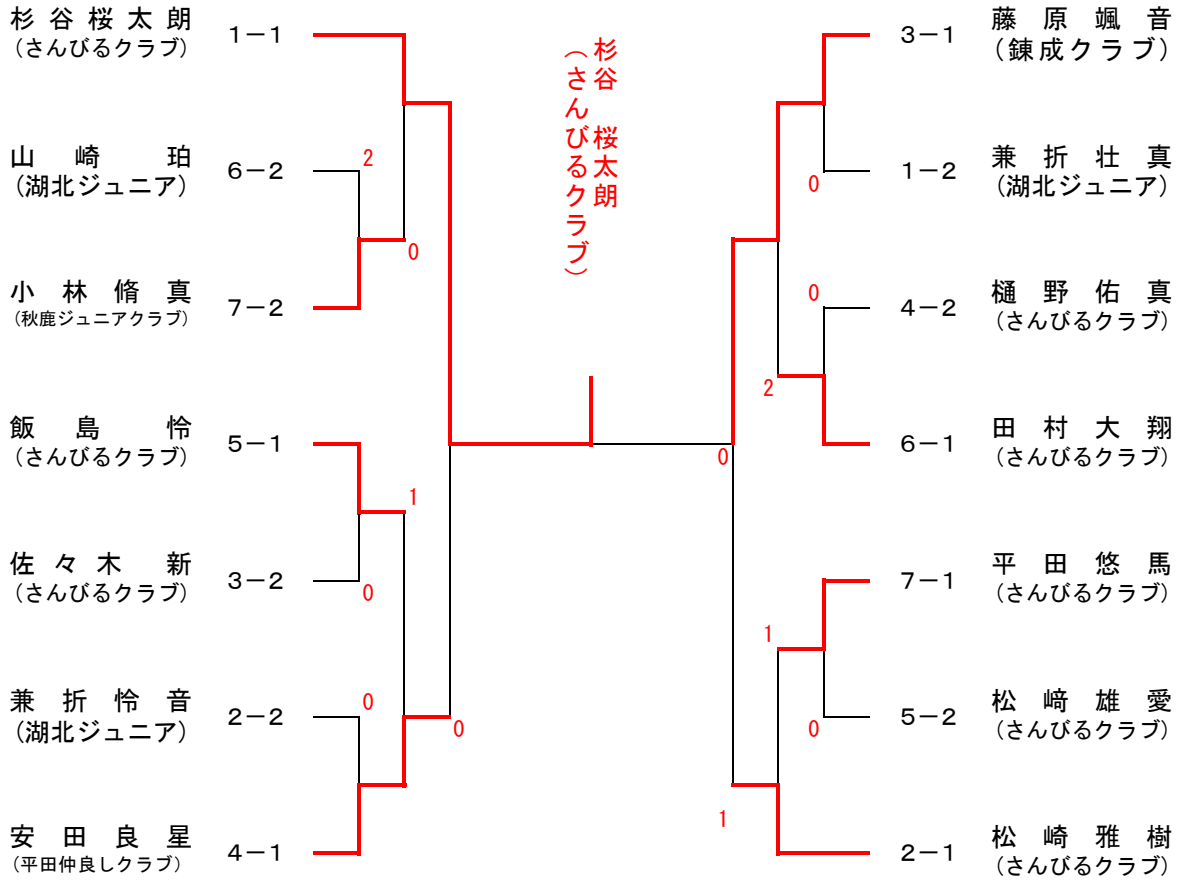 杉谷桜太朗 1－1
(さんびるクラブ)
山崎珀 6－2 2
(湖北ジュニア)
0
小林脩真 7－2
(秋鹿ジュニアクラブ)
飯島怜 5－1
(さんびるクラブ)
1
佐々木新 3－2 0
(さんびるクラブ)
兼折怜音 2－2 0
(湖北ジュニア)
0
安田良星 4－1
(平田仲良しクラブ)
杉谷　桜太朗
（さんびるクラブ）
3－1 藤原颯音
(錬成クラブ)
0 1－2 兼折壮真
(湖北ジュニア)
0 4－2 樋野佑真
(さんびるクラブ)
2
0 6－1 田村大翔
(さんびるクラブ)
7－1 平田悠馬
(さんびるクラブ)
1
0 5－2 松﨑雄愛
(さんびるクラブ)
1
2－1 松崎雅樹
(さんびるクラブ)